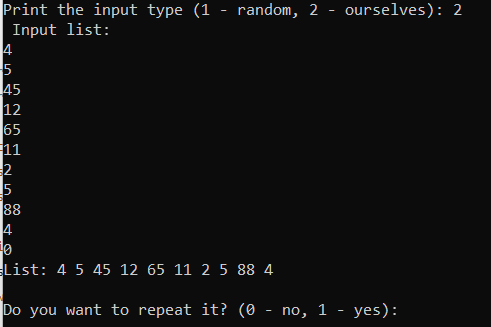 Print the input type (1 - random, 2 - ourselves): 2
Input list:
4
5
45
12
65
11
2
5
88
4
0
List: 4 5 45 12 65 11 2 5 88 4
Do you want to repeat it? (0 - no, 1 - yes):